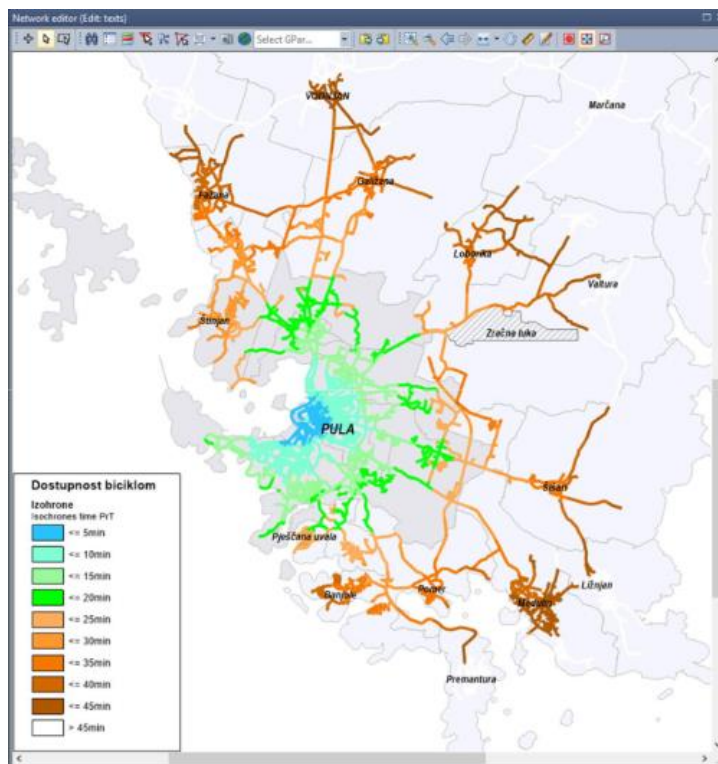 Network editor (Edit: texts)
Select GPar...
VODNJAN
Marčana
Fažana
Galižana
Loborika
Valtura
Štinjan
Zračna luka
PULA
Šišan
Pješčana uvala
Ližnjan
Banjole
Pomer
Medulin
Premantura
Dostupnost biciklom
Izohrone
Isochrones time PrT
<= 5min
<= 10min
<= 15min
<= 20min
<= 25min
<= 30min
<= 35min
<= 40min
<= 45min
> 45min